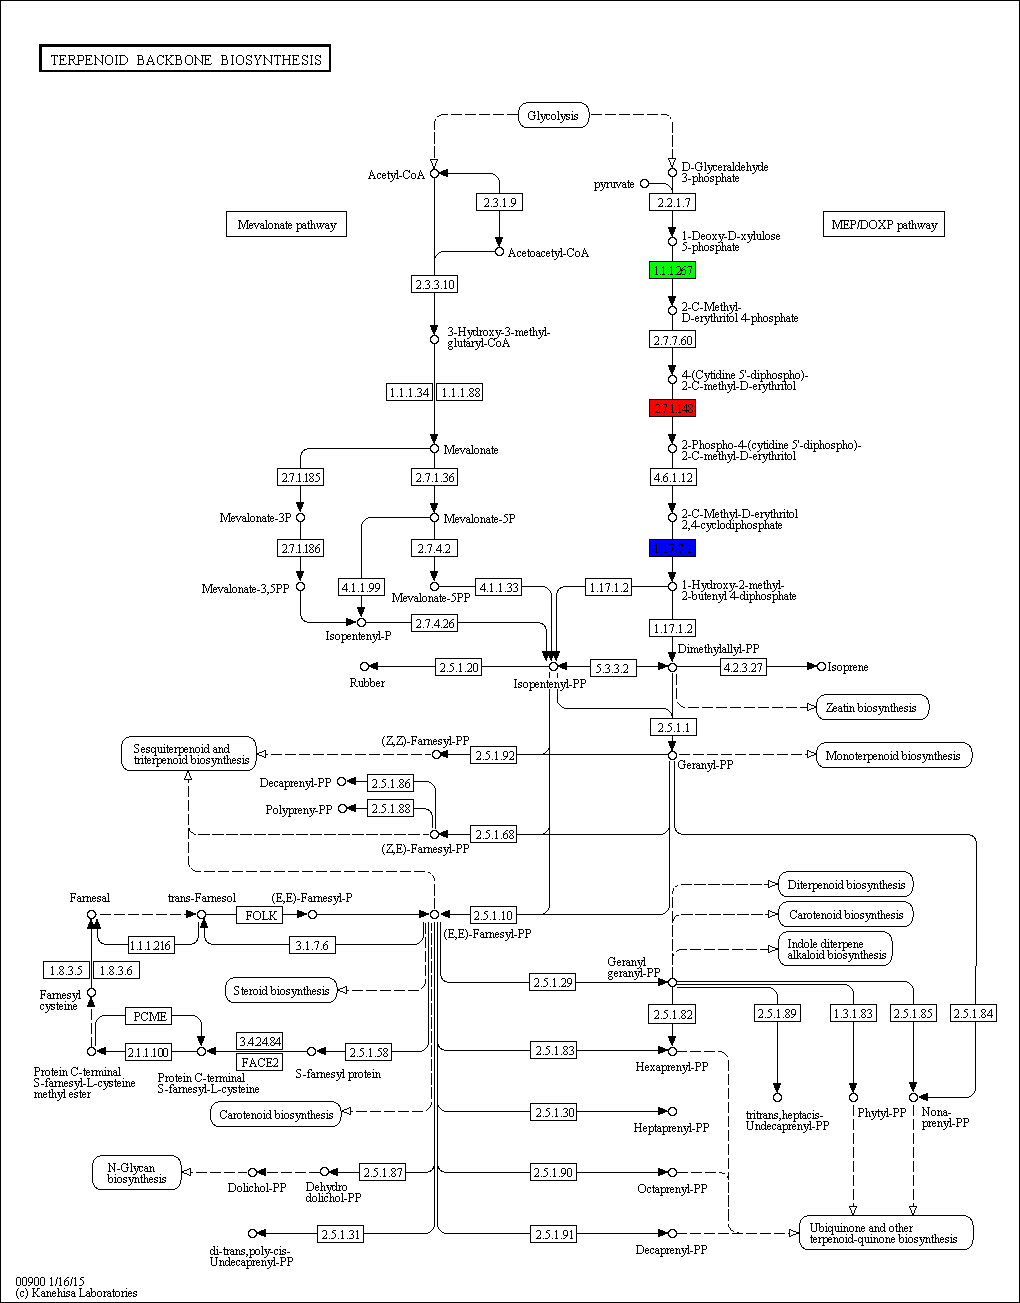 TERPENOID BACKBONE BIOSYNTHESIS
Glycolysis
Acetyl-CoA
D-Glyceraldehyde
3-phosphate
pyruvate
2.3.1.9
2.2.1.7
Mevalonate pathway
MEP/DOXP pathway
1-Deoxy-D-xylulose
5-phosphate
Acetoacetyl-CoA
1.1.1.267
2.3.3.10
2-C-Methyl-
D-erythritol 4-phosphate
3-Hydroxy-3-methyl-
glutaryl-CoA
2.7.7.60
4-(Cytidine 5'-diphospho)-
2-C-methyl-D-erythritol
1.1.1.34
1.1.1.88
2.7.1.148
Mevalonate
2-Phospho-4-(cytidine 5'-diphospho)-
2-C-methyl-D-erythritol
2.7.1.185
2.7.1.36
4.6.1.12
Mevalonate-3P
Mevalonate-5P
2-C-Methyl-D-erythritol
2,4-cyclodiphosphate
2.7.1.186
2.7.4.2
1.17.7.1
Mevalonate-3,5PP
4.1.1.99
Mevalonate-5PP
4.1.1.33
1.17.1.2
1-Hydroxy-2-methyl-
2-butenyl 4-diphosphate
Isopentenyl-P
2.7.4.26
1.17.1.2
Dimethylallyl-PP
Rubber
2.5.1.20
Isopentenyl-PP
5.3.3.2
4.2.3.27
Isoprene
Zeatin biosynthesis
2.5.1.1
Sesquiterpenoid and
triterpenoid biosynthesis
(Z,Z)-Farnesyl-PP
2.5.1.92
Geranyl-PP
Monoterpenoid biosynthesis
Decaprenyl-PP
2.5.1.86
Polypreny-PP
2.5.1.88
(Z,E)-Farnesyl-PP
2.5.1.68
Diterpenoid biosynthesis
Farnesal
trans-Farnesol
(E,E)-Farnesyl-P
FOLK
2.5.1.10
Carotenoid biosynthesis
(E,E)-Farnesyl-PP
1.1.1.216
3.1.7.6
Indole diterpene
alkaloid biosynthesis
1.8.3.5
1.8.3.6
Geranyl
geranyl-PP
Farnesyl
cysteine
Steroid biosynthesis
2.5.1.29
PCME
2.5.1.82
2.5.1.89
1.3.1.83
2.5.1.85
2.5.1.84
3.4.24.84
2.1.1.100
FACE2
2.5.1.58
2.5.1.83
Hexaprenyl-PP
Protein C-terminal
S-farnesyl-L-cysteine
methyl ester
Protein C-terminal
S-farnesyl-L-cysteine
S-farnesyl protein
Carotenoid biosynthesis
2.5.1.30
Heptaprenyl-PP
tritrans,heptacis-
Undecaprenyl-PP
Phytyl-PP
Nona-
prenyl-PP
N-Glycan
biosynthesis
Dolichol-PP
Dehydro
dolichol-PP
2.5.1.87
2.5.1.90
Octaprenyl-PP
di-trans,poly-cis-
Undecaprenyl-PP
2.5.1.31
2.5.1.91
Decaprenyl-PP
Ubiquinone and other
terpenoid-quinone biosynthesis
00900 1/16/15
(c) Kanehisa Laboratories